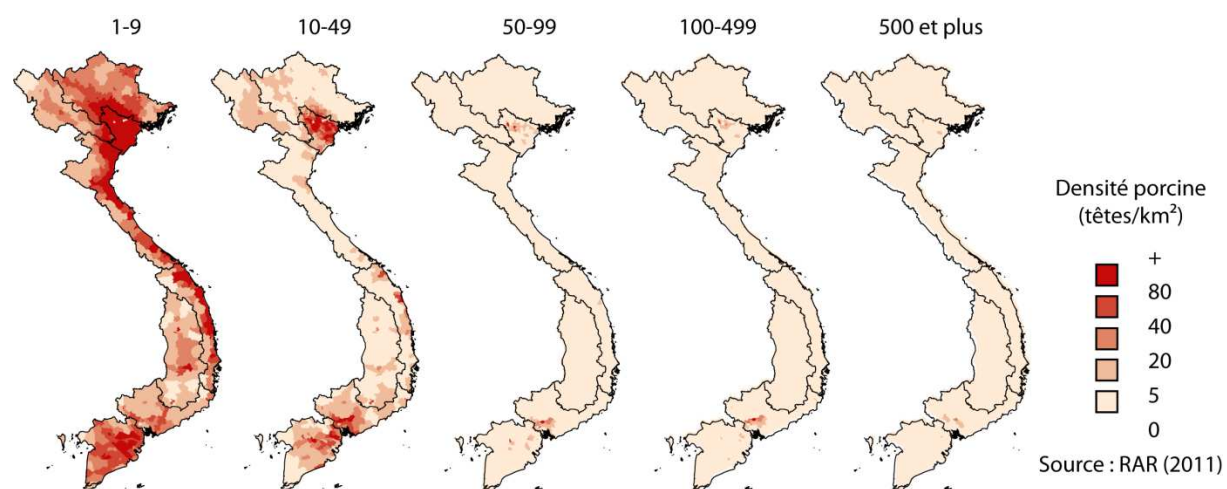 1-9
10-49
50-99
100-499
500 et plus
Densité porcine
(têtes/km²)
+
80
40
20
5
0
Source : RAR (2011)